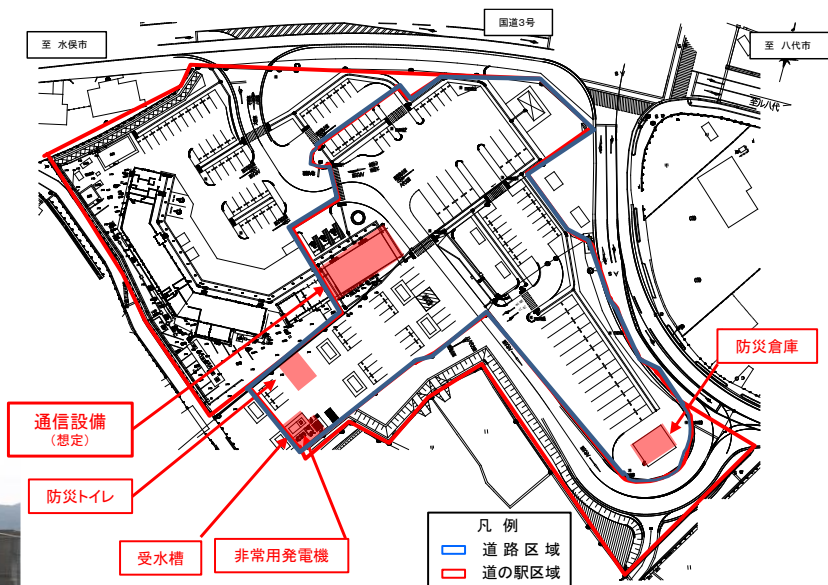 国道3号
至 水俣市
至 八代市
至ル八代
S V
S V
防災倉庫
通信設備
(想定)
防災トイレ
受水槽
非常用発電機
凡 例
道 路 区 域
道の駅区域